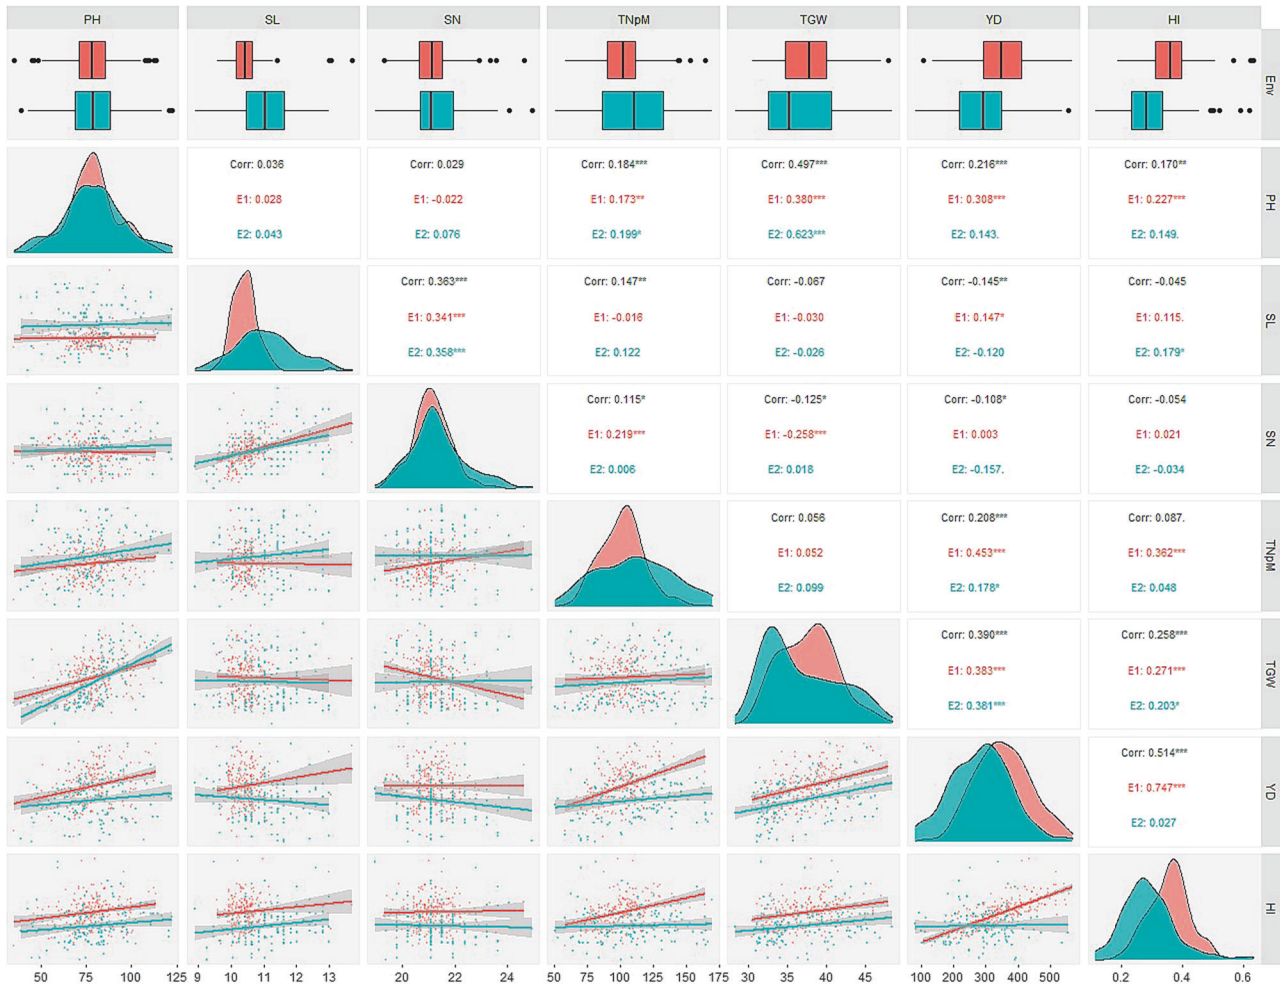 PH SL SN TNpM TGW YD HI
Env
Corr: 0.036 Corr: 0.029 Corr: 0.184*** Corr: 0.497*** Corr: 0.216*** Corr: 0.170**
E1: 0.028 E1: -0.022 E1: 0.173** E1: 0.380*** E1: 0.308*** E1: 0.227***
E2: 0.043 E2: 0.076 E2: 0.199* E2: 0.623*** E2: 0.143. E2: 0.149.
PH
Corr: 0.363*** Corr: 0.147** Corr: -0.067 Corr: -0.145** Corr: -0.045
E1: 0.341*** E1: -0.016 E1: -0.030 E1: 0.147* E1: 0.115.
E2: 0.358*** E2: 0.122 E2: -0.026 E2: -0.120 E2: 0.179*
SL
Corr: 0.115* Corr: -0.125* Corr: -0.108* Corr: -0.054
E1: 0.219*** E1: -0.258*** E1: 0.003 E1: 0.021
E2: 0.006 E2: 0.018 E2: -0.157. E2: -0.034
SN
Corr: 0.056 Corr: 0.208*** Corr: 0.087.
E1: 0.052 E1: 0.453*** E1: 0.362***
E2: 0.099 E2: 0.178* E2: 0.048
TNpM
Corr: 0.390*** Corr: 0.258***
E1: 0.383*** E1: 0.271***
E2: 0.381*** E2: 0.203*
TGW
Corr: 0.514***
E1: 0.747***
E2: 0.027
YD
HI
50 75 100 125 9 10 11 12 13 20 22 24 50 75 100 125 150 175 30 35 40 45 100 200 300 400 500 0.2 0.4 0.6